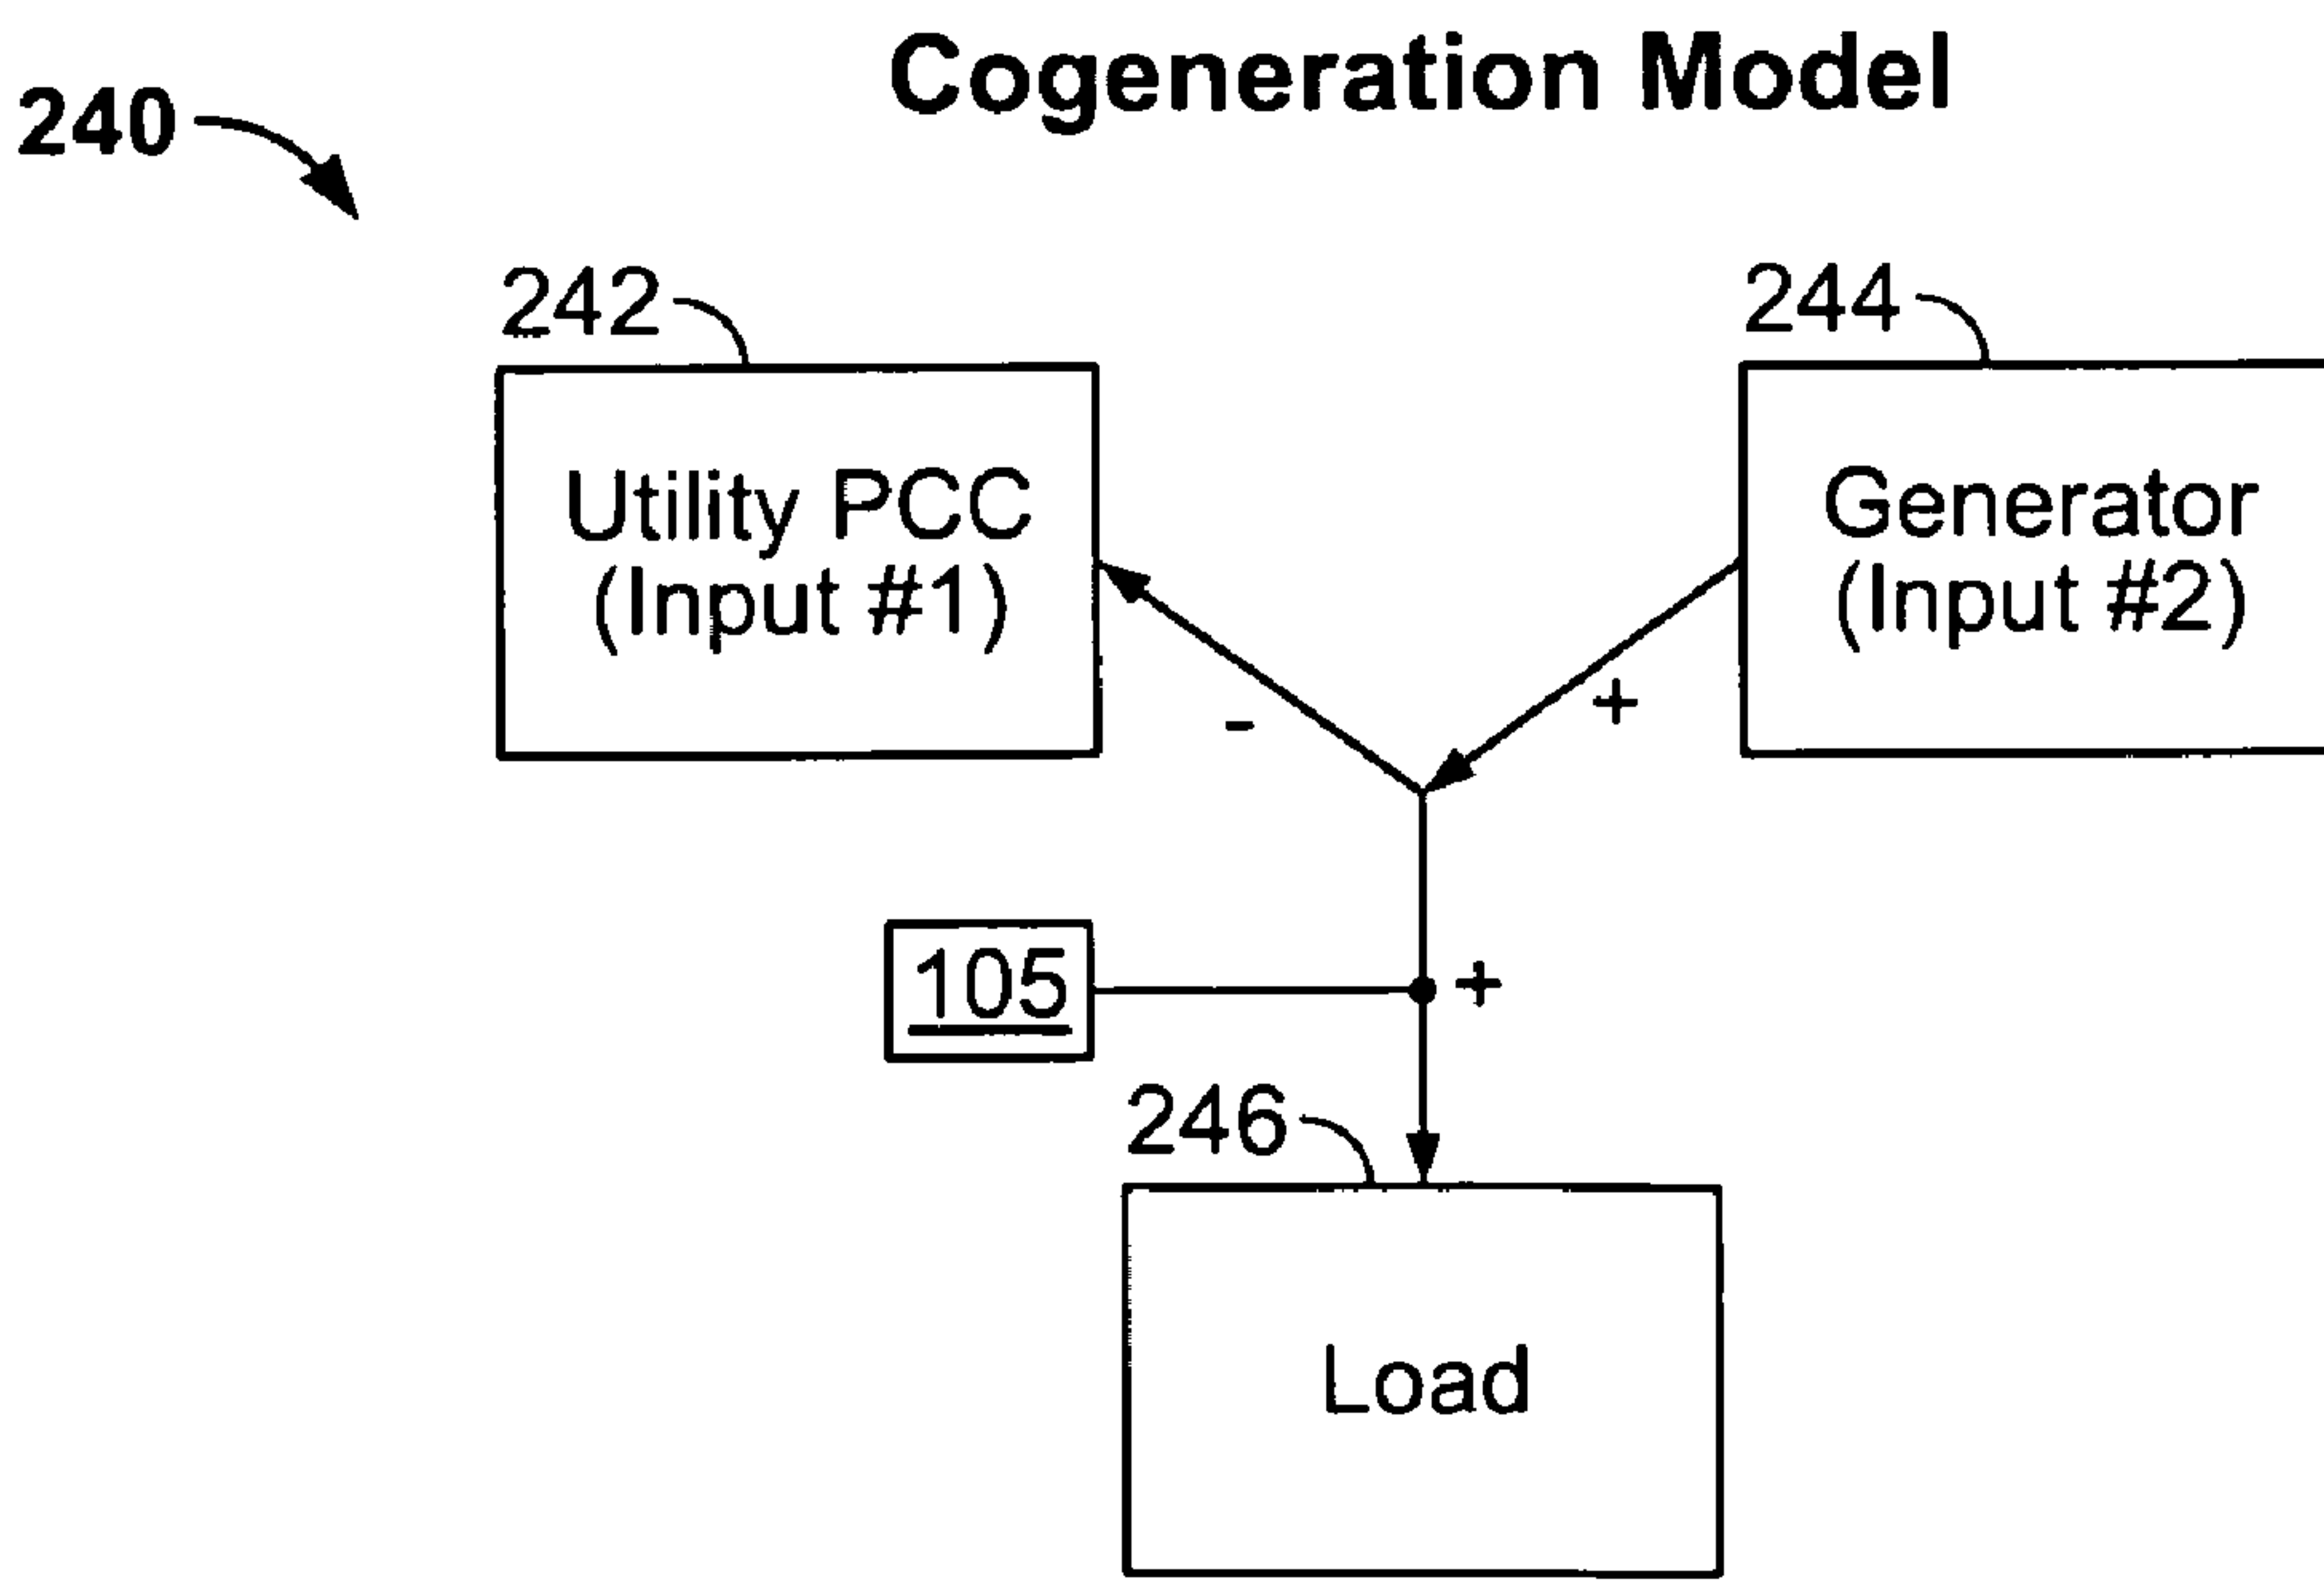 Cogeneration Model
240
242
244
Utility PCC
(Input #1)
Generator
(Input #2)
-
+
105
+
246
Load